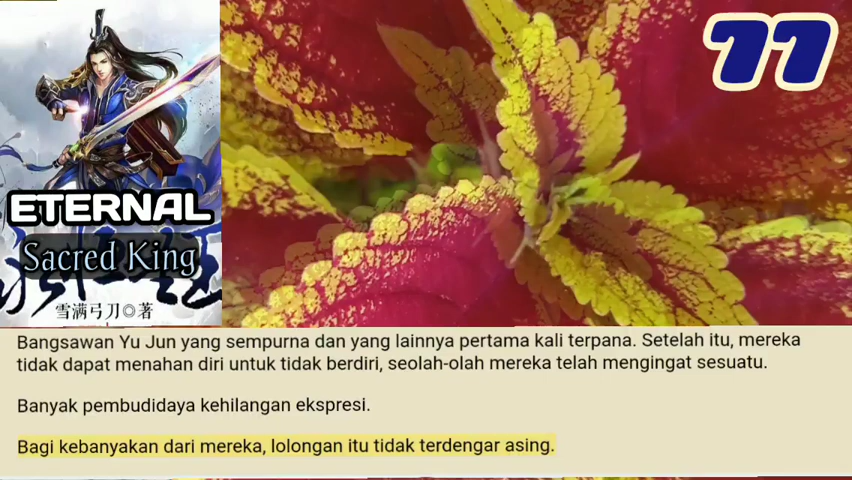 77
ETERNAL
Sacred King
雪满弓刀◎著
Bangsawan Yu Jun yang sempurna dan yang lainnya pertama kali terpana. Setelah itu, mereka
tidak dapat menahan diri untuk tidak berdiri, seolah-olah mereka telah mengingat sesuatu.
Banyak pembudidaya kehilangan ekspresi.
Bagi kebanyakan dari mereka, lolongan itu tidak terdengar asing.